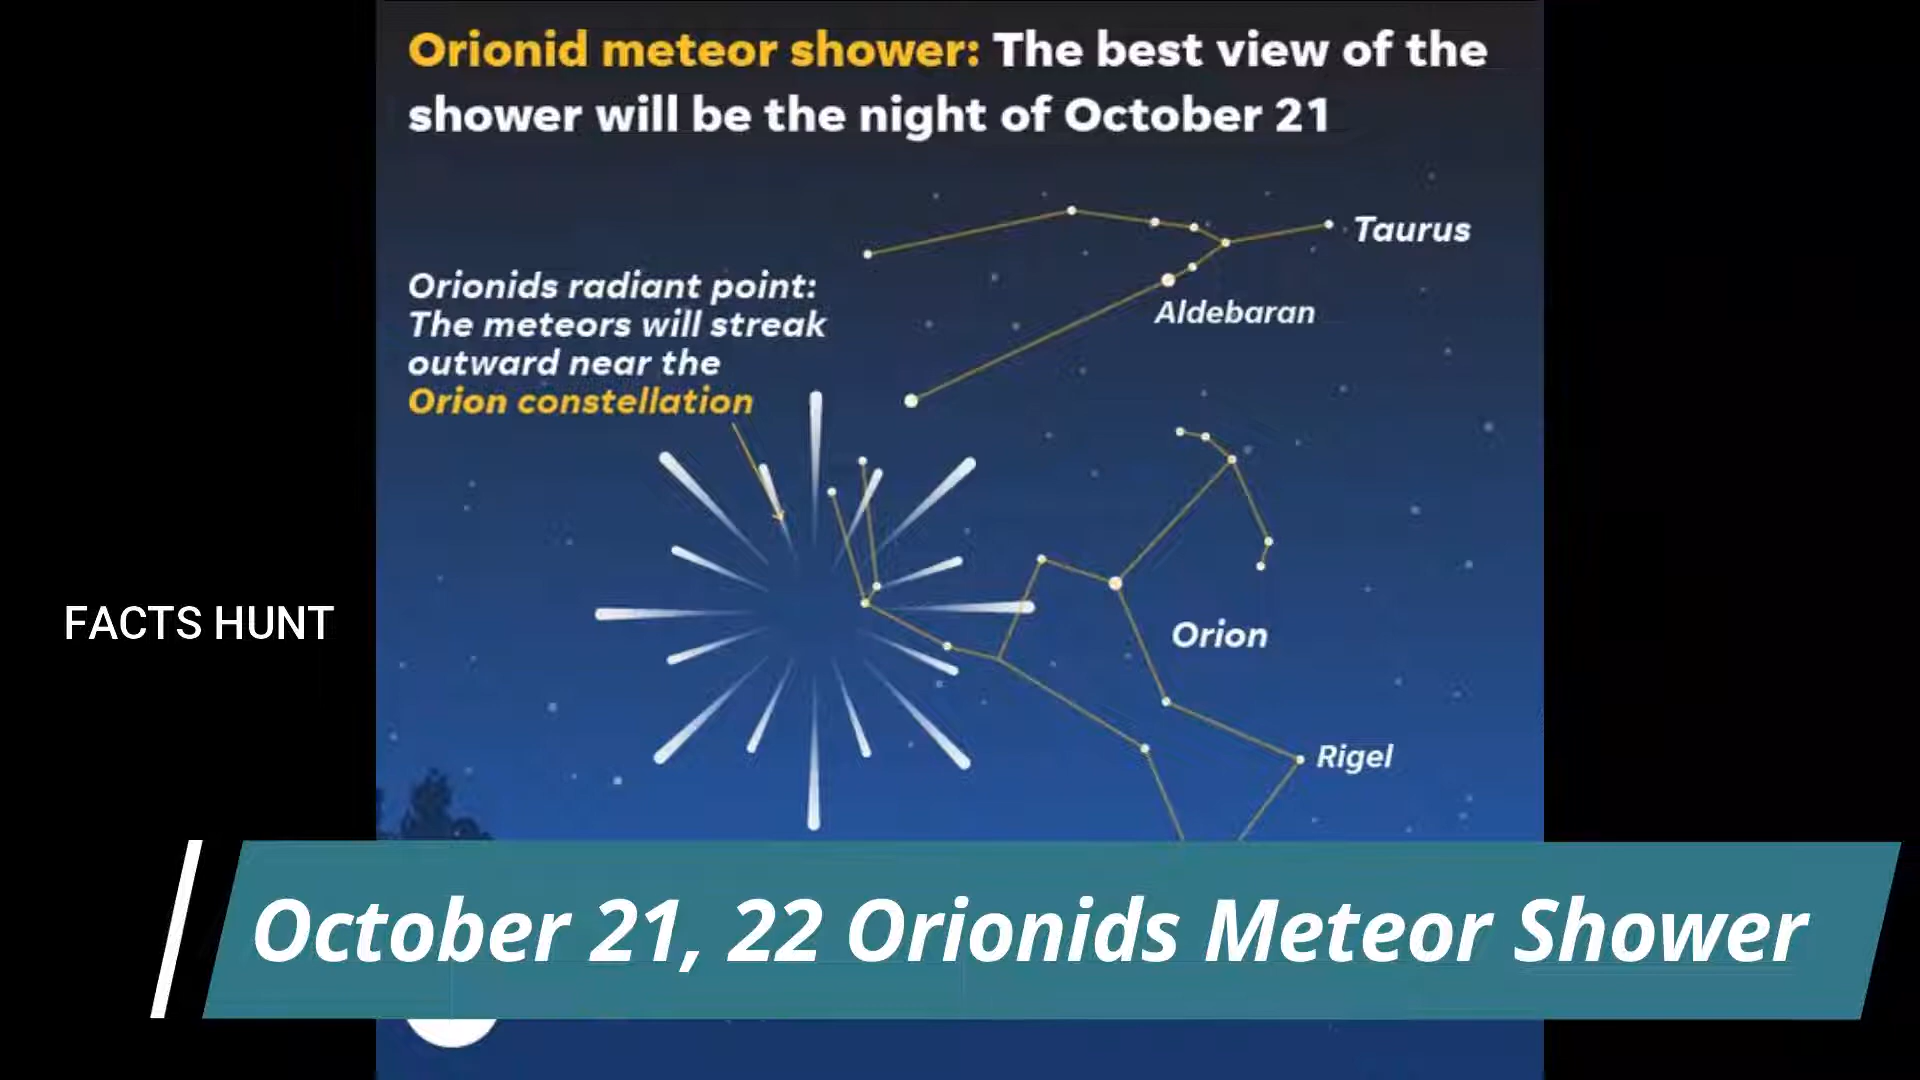 Orionid meteor shower: The best view of the
shower will be the night of October 21
Taurus
Orionids radiant point:
The meteors will streak
outward near the
Orion constellation
Aldebaran
Orion
FACTS HUNT
Rigel
October 21, 22 Orionids Meteor Shower